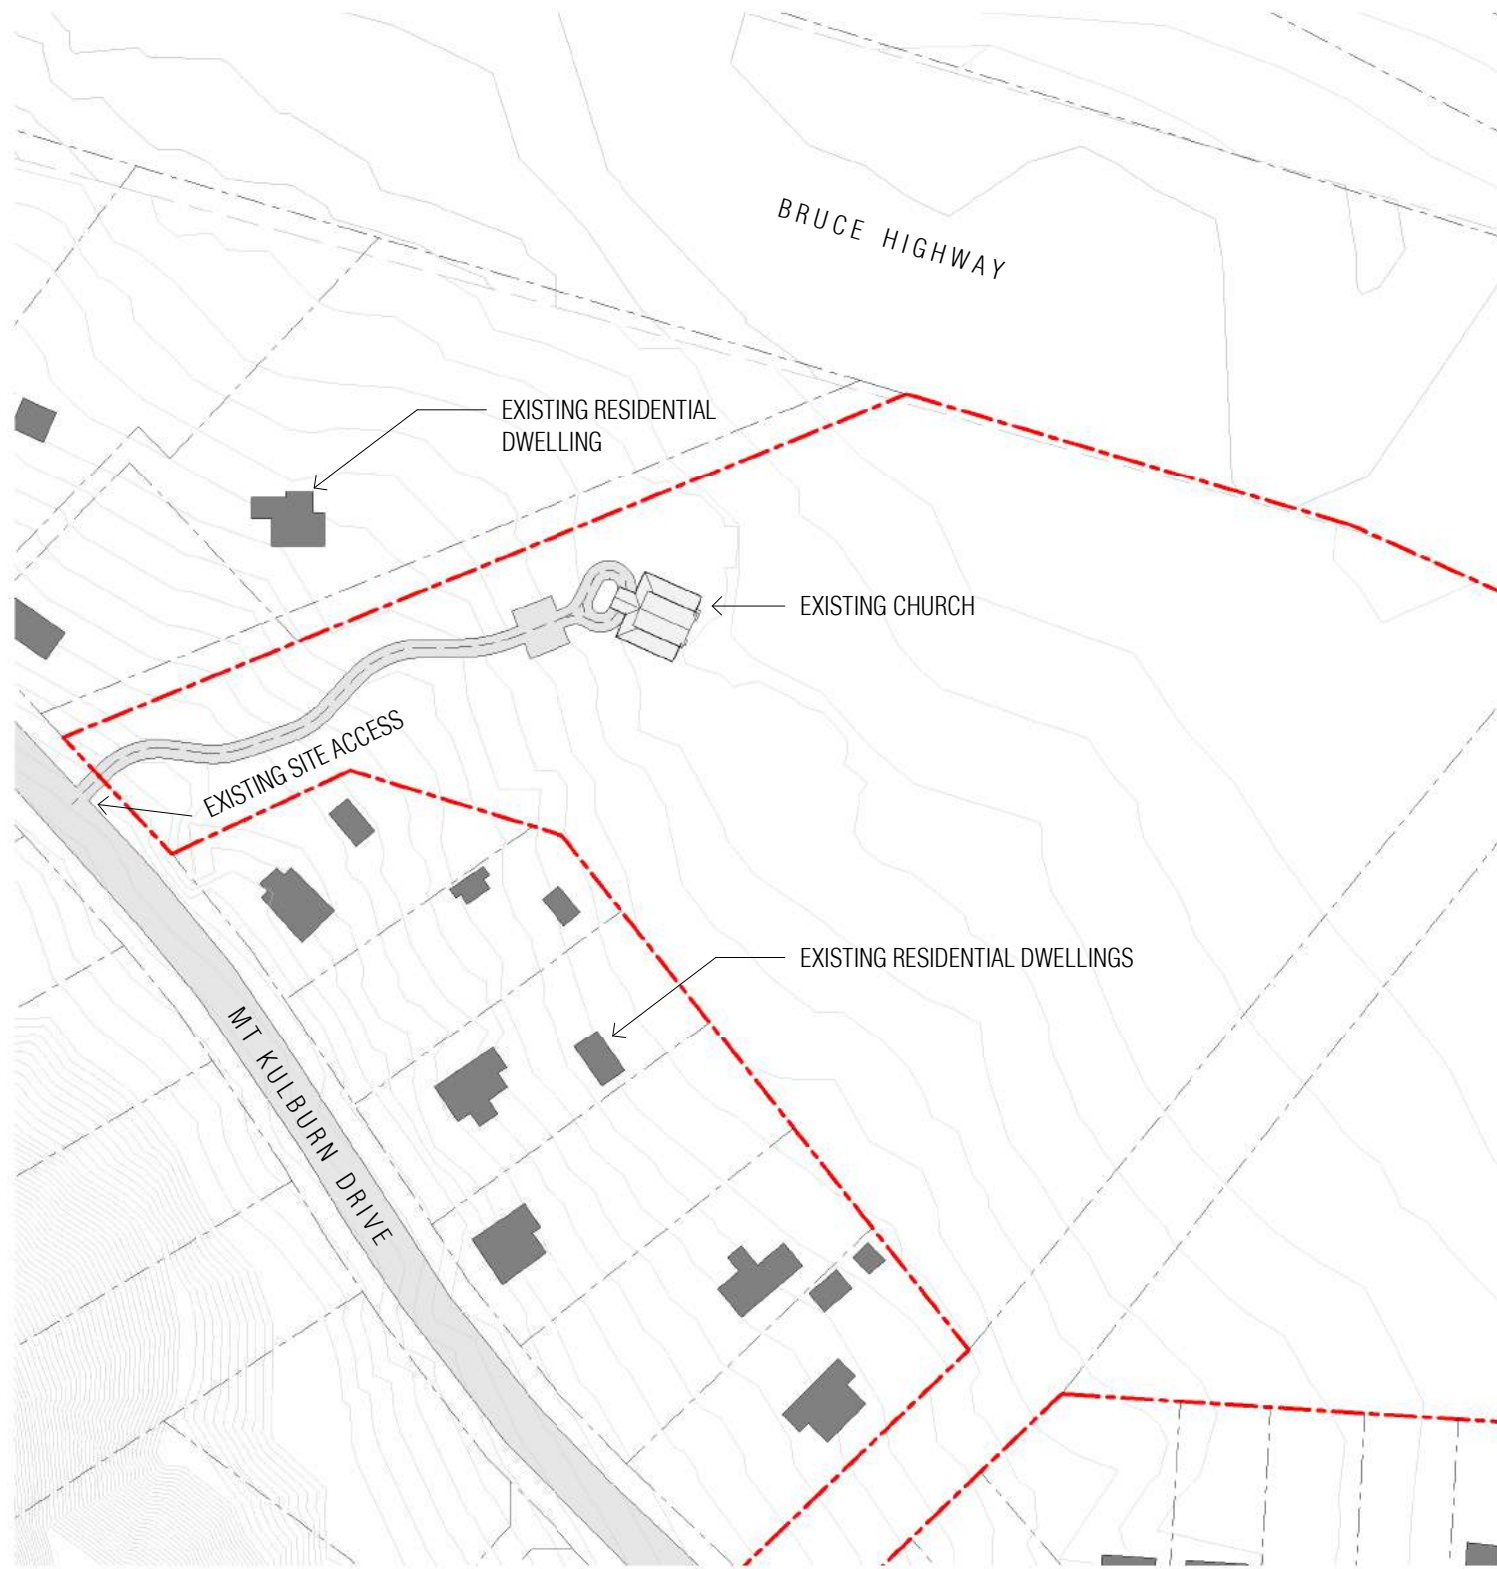 BRUCE HIGHWAY
EXISTING RESIDENTIAL
DWELLING
EXISTING CHURCH
EXISTING SITE ACCESS
EXISTING RESIDENTIAL DWELLINGS
MT KULBURN DRIVE